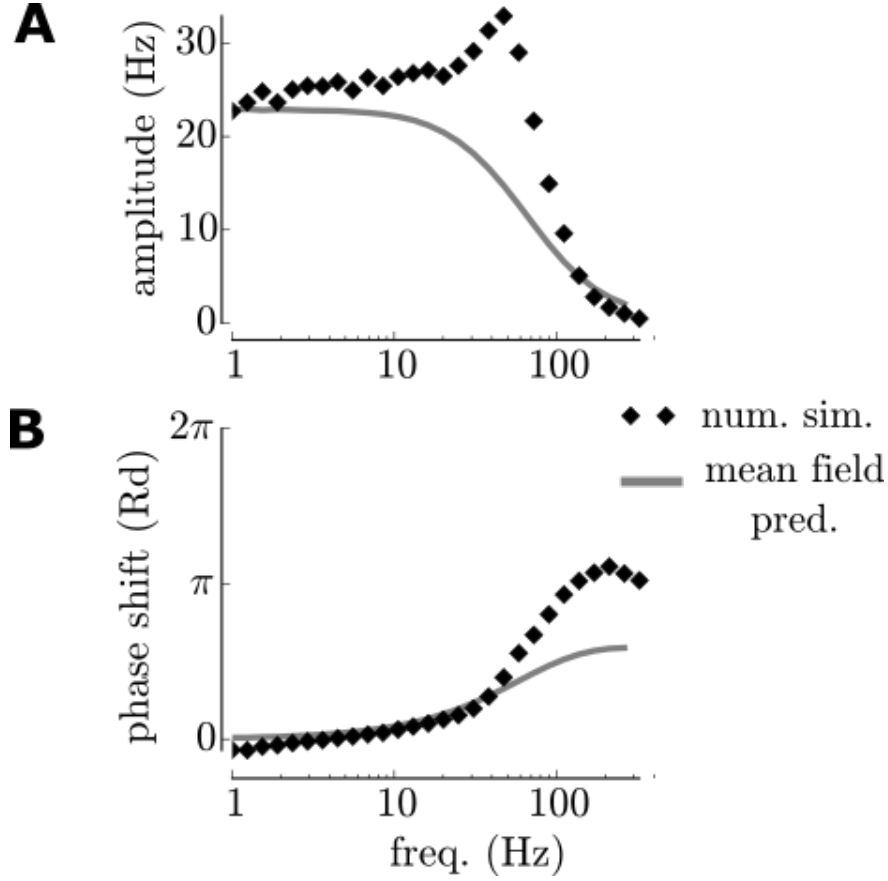 A
amplitude (Hz)
30
20
10
0
1 10 100
B
num. sim.
mean field
pred.
phase shift (Rd)
2π
π
0
1 10 100
freq. (Hz)